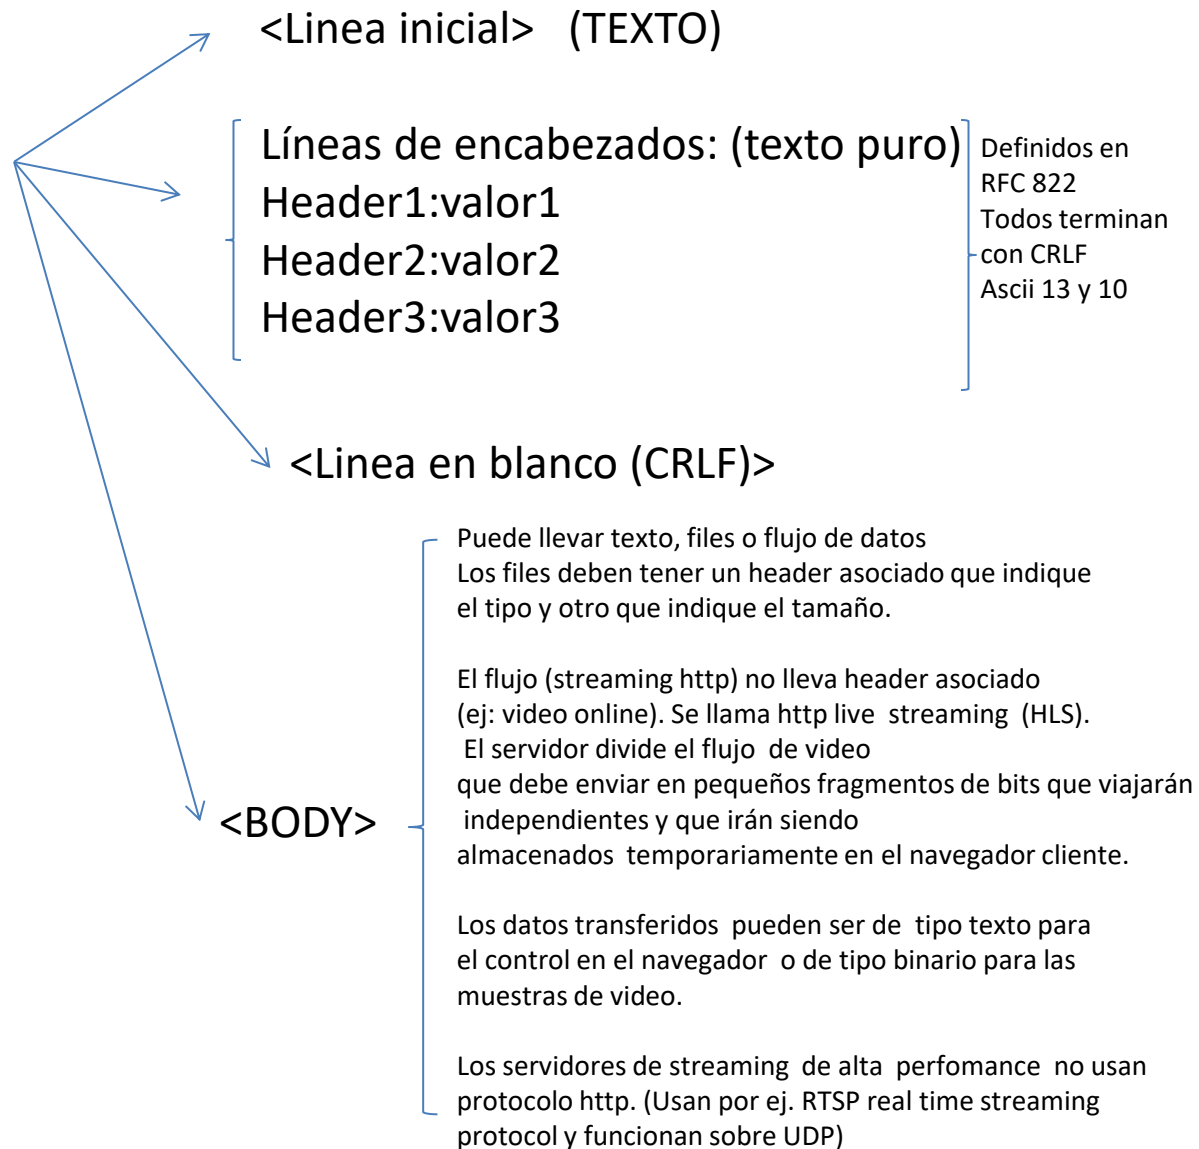 <Linea inicial> (TEXTO)
Líneas de encabezados: (texto puro)
Header1:valor1
Header2:valor2
Header3:valor3
Definidos en
RFC 822
Todos terminan
con CRLF
Ascii 13 y 10
<Linea en blanco (CRLF)>
<BODY>
Puede llevar texto, files o flujo de datos
Los files deben tener un header asociado que indique
el tipo y otro que indique el tamaño.
El flujo (streaming http) no lleva header asociado
(ej: video online). Se llama http live streaming (HLS).
El servidor divide el flujo de video
que debe enviar en pequeños fragmentos de bits que viajarán
independientes y que irán siendo
almacenados temporariamente en el navegador cliente.
Los datos transferidos pueden ser de tipo texto para
el control en el navegador o de tipo binario para las
muestras de video.
Los servidores de streaming de alta perfomance no usan
protocolo http. (Usan por ej. RTSP real time streaming
protocol y funcionan sobre UDP)